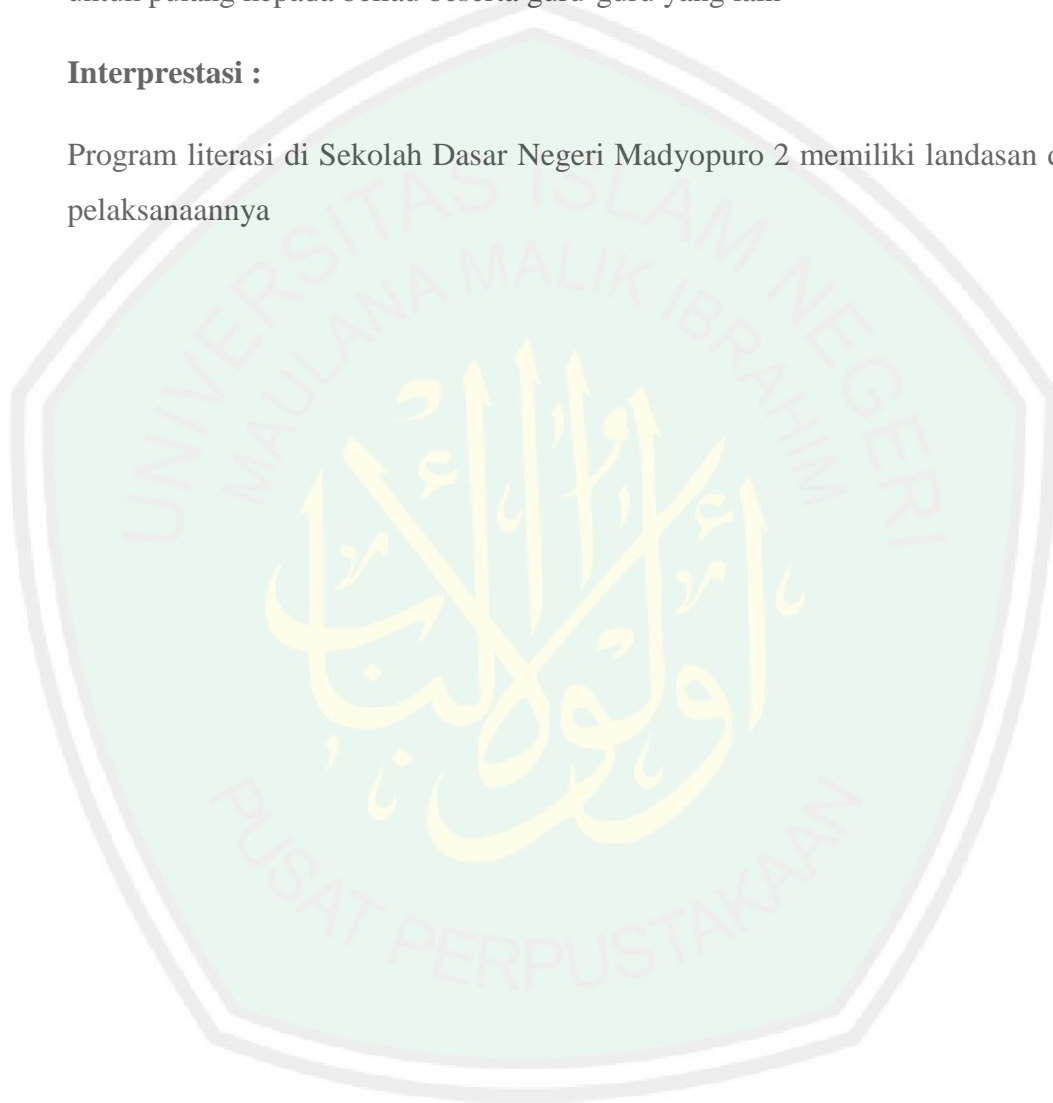 Interprestasi :
Program literasi di Sekolah Dasar Negeri Madyopuro 2 memiliki landasan
pelaksanaannya
UNIVERSITAS ISLAM NEGERI
MAULANA MALIK IBRAHIM
أولوا الألباب
PUSAT PERPUSTAKAAN